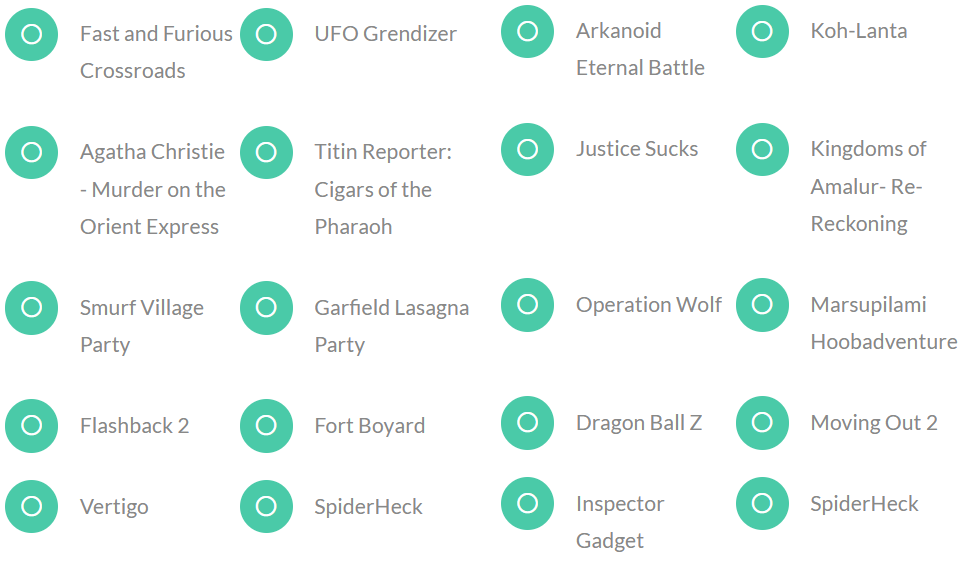 Fast and Furious
Crossroads
UFO Grendizer
Arkanoid
Eternal Battle
Koh-Lanta
Agatha Christie
- Murder on the
Orient Express
Titin Reporter:
Cigars of the
Pharaoh
Justice Sucks
Kingdoms of
Amalur- Re-
Reckoning
Smurf Village
Party
Garfield Lasagna
Party
Operation Wolf
Marsupilami
Hoobadventure
Flashback 2
Fort Boyard
Dragon Ball Z
Moving Out 2
Vertigo
SpiderHeck
Inspector
Gadget
SpiderHeck